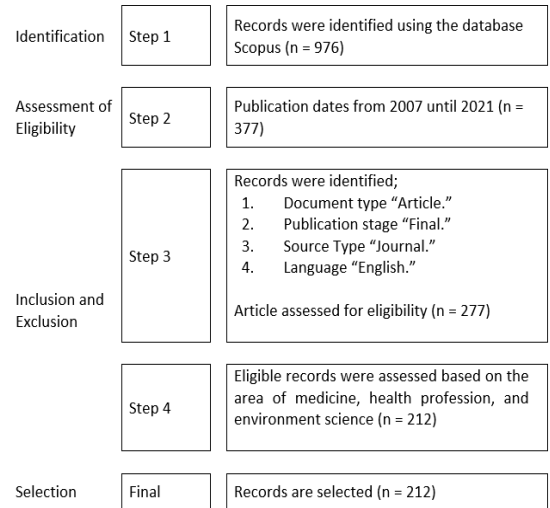 Identification
Step 1
Records were identified using the database
Scopus (n = 976)
Assessment of
Eligibility
Step 2
Publication dates from 2007 until 2021 (n =
377)
Inclusion and
Exclusion
Step 3
Records were identified;
1. Document type “Article.”
2. Publication stage “Final.”
3. Source Type “Journal.”
4. Language “English.”
Article assessed for eligibility (n = 277)
Step 4
Eligible records were assessed based on the
area of medicine, health profession, and
environment science (n = 212)
Selection
Final
Records are selected (n = 212)